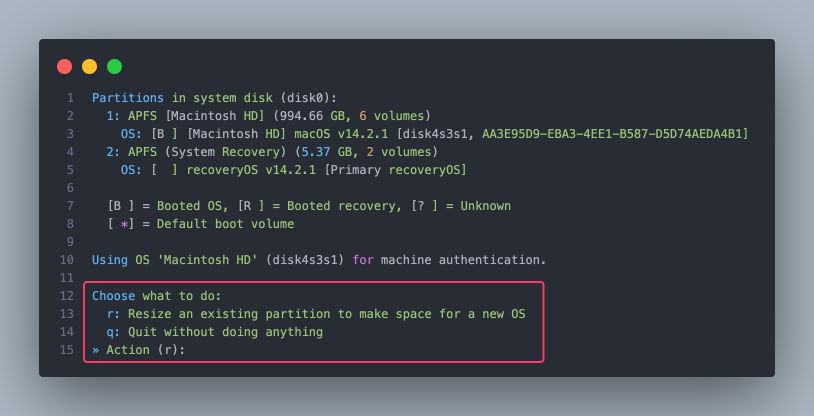 1 Partitions in system disk (disk0):
2 1: APFS [Macintosh HD] (994.66 GB, 6 volumes)
3 OS: [B ] [Macintosh HD] macOS v14.2.1 [disk4s3s1, AA3E95D9-EBA3-4EE1-B587-D5D74AEDA4B1]
4 2: APFS (System Recovery) (5.37 GB, 2 volumes)
5 OS: [  ] recoveryOS v14.2.1 [Primary recoveryOS]
6
7 [B ] = Booted OS, [R ] = Booted recovery, [? ] = Unknown
8 [ *] = Default boot volume
9
10 Using OS 'Macintosh HD' (disk4s3s1) for machine authentication.
11
12 Choose what to do:
13 r: Resize an existing partition to make space for a new OS
14 q: Quit without doing anything
15 » Action (r):